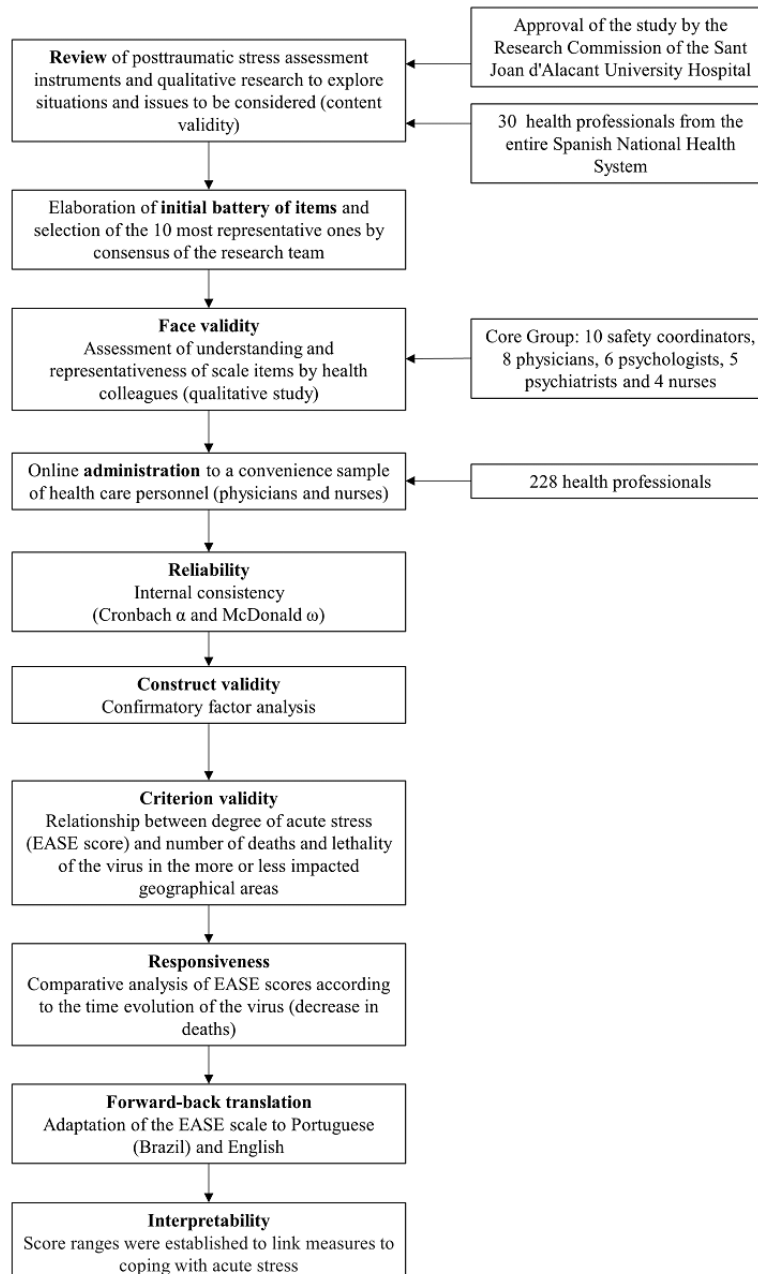 Review of posttraumatic stress assessment
instruments and qualitative research to explore
situations and issues to be considered (content
validity)
Approval of the study by the
Research Commission of the Sant
Joan d'Alacant University Hospital
30 health professionals from the
entire Spanish National Health
System
Elaboration of initial battery of items and
selection of the 10 most representative ones by
consensus of the research team
Face validity
Assessment of understanding and
representativeness of scale items by health
colleagues (qualitative study)
Core Group: 10 safety coordinators,
8 physicians, 6 psychologists, 5
psychiatrists and 4 nurses
Online administration to a convenience sample
of health care personnel (physicians and nurses)
228 health professionals
Reliability
Internal consistency
(Cronbach α and McDonald ω)
Construct validity
Confirmatory factor analysis
Criterion validity
Relationship between degree of acute stress
(EASE score) and number of deaths and lethality
of the virus in the more or less impacted
geographical areas
Responsiveness
Comparative analysis of EASE scores according
to the time evolution of the virus (decrease in
deaths)
Forward-back translation
Adaptation of the EASE scale to Portuguese
(Brazil) and English
Interpretability
Score ranges were established to link measures to
coping with acute stress